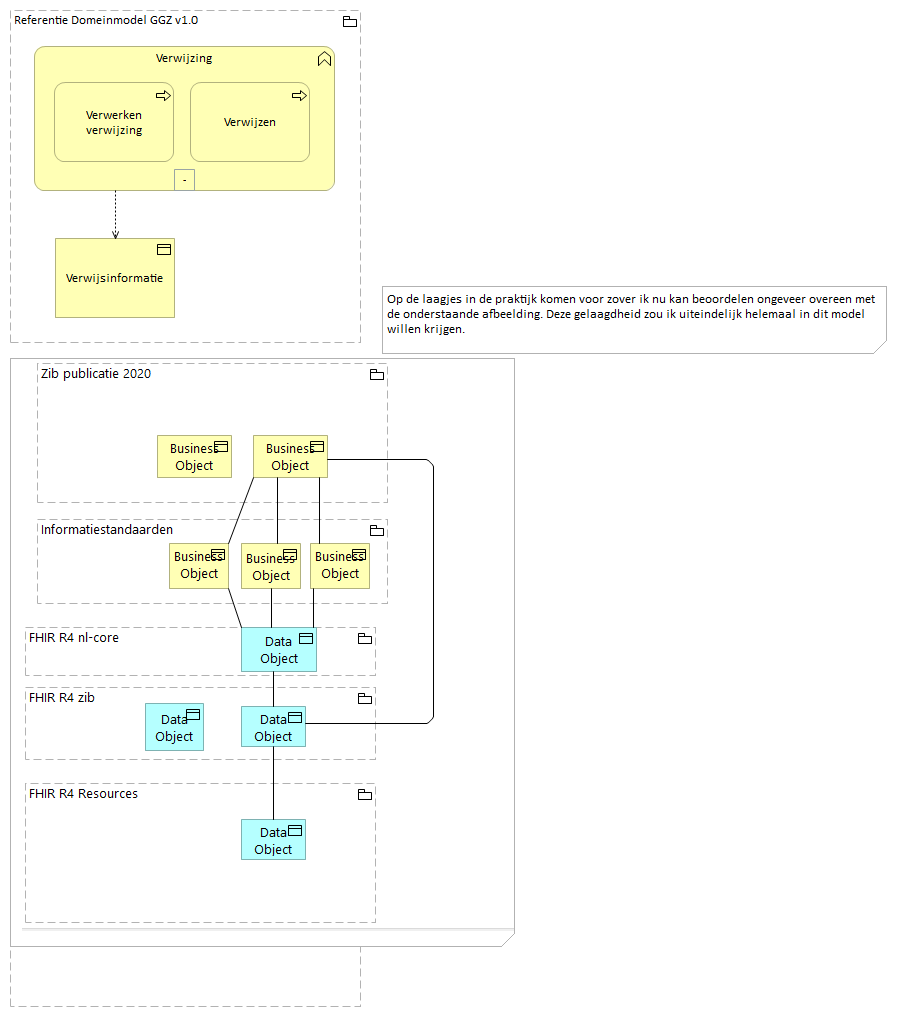 Referentie Domeinmodel GGZ v1.0
Verwijzing
Verwerken
verwijzing
Verwijzen
-
Verwijsinformatie
Op de laagjes in de praktijk komen voor zover ik nu kan beoordelen ongeveer overeen met
de onderstaande afbeelding. Deze gelaagdheid zou ik uiteindelijk helemaal in dit model
willen krijgen.
Zib publicatie 2020
Business
Object
Business
Object
Informatiestandaarden
Business
Object
Business
Object
Business
Object
FHIR R4 nl-core
Data
Object
FHIR R4 zib
Data
Object
Data
Object
FHIR R4 Resources
Data
Object